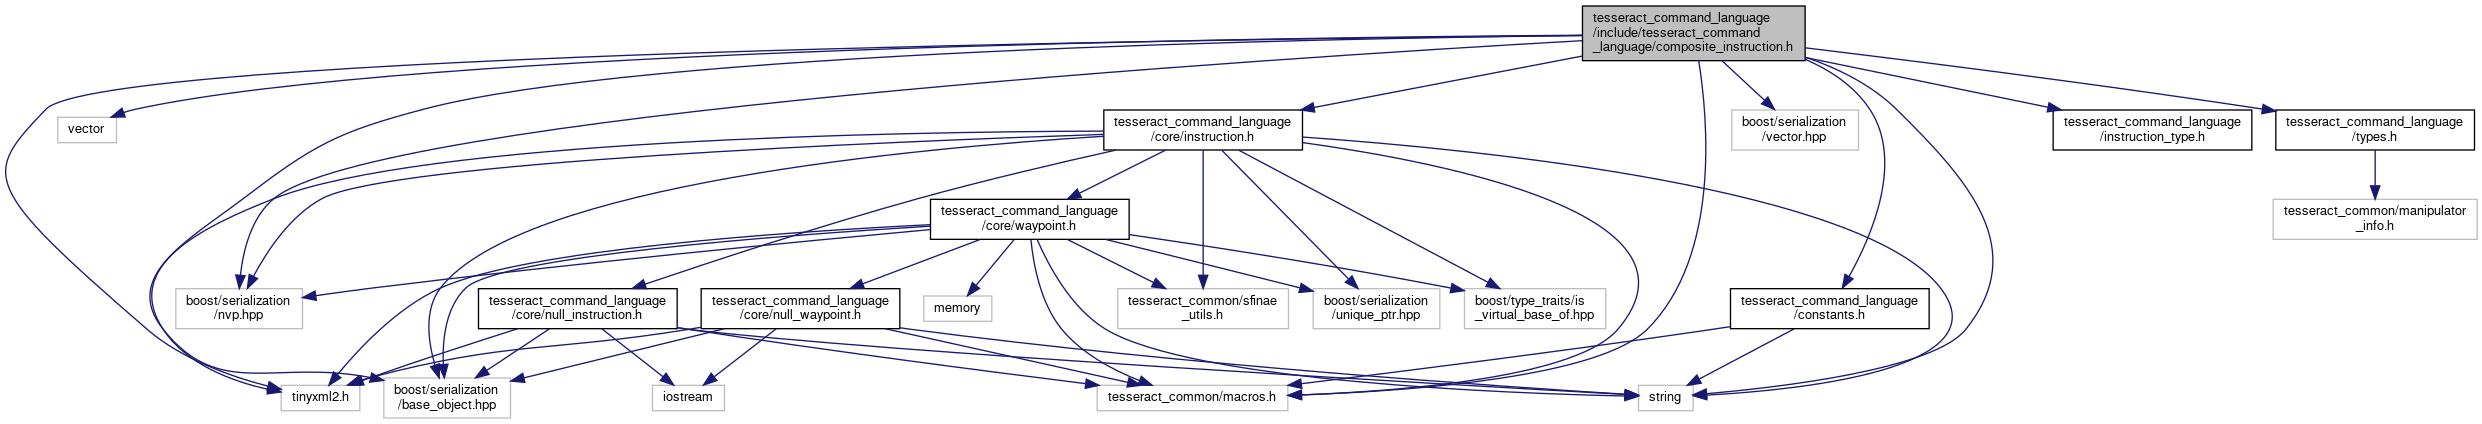 tesseract_command_language
/include/tesseract_command
_language/composite_instruction.h
vector
tesseract_command_language
/core/instruction.h
boost/serialization
/vector.hpp
tesseract_command_language
/instruction_type.h
tesseract_command_language
/types.h
tesseract_command_language
/core/waypoint.h
tesseract_common/manipulator
_info.h
boost/serialization
/nvp.hpp
tesseract_command_language
/core/null_instruction.h
tesseract_command_language
/core/null_waypoint.h
memory
tesseract_common/sfinae
_utils.h
boost/serialization
/unique_ptr.hpp
boost/type_traits/is
_virtual_base_of.hpp
tesseract_command_language
/constants.h
tinyxml2.h
boost/serialization
/base_object.hpp
iostream
tesseract_common/macros.h
string